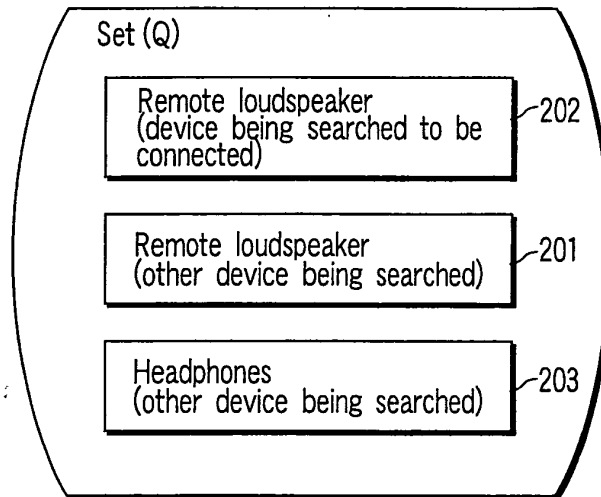 Set (Q)
Remote loudspeaker
(device being searched to be
connected)
202
Remote loudspeaker
(other device being searched)
201
Headphones
(other device being searched)
203